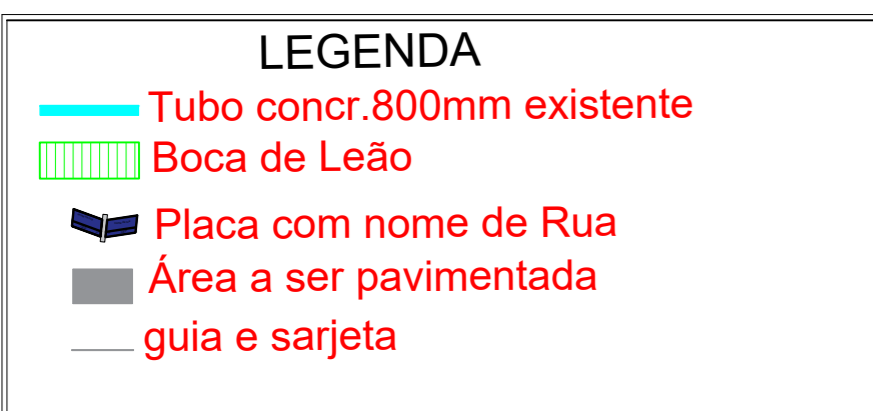 LEGENDA
Tubo concr.800mm existente
Boca de Leão
Placa com nome de Rua
Área a ser pavimentada
guia e sarjeta